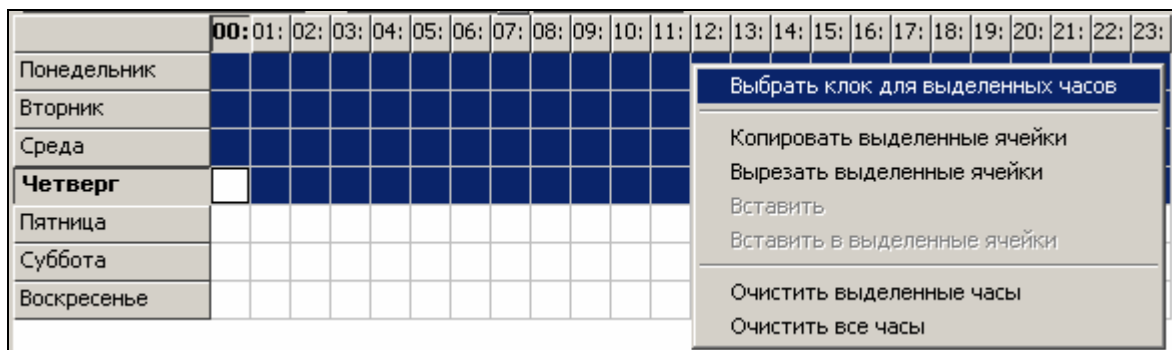 00: 01: 02: 03: 04: 05: 06: 07: 08: 09: 10: 11: 12: 13: 14: 15: 16: 17: 18: 19: 20: 21: 22: 23:
Понедельник
Вторник
Среда
Четверг
Пятница
Суббота
Воскресенье
Выбрать клок для выделенных часов
Копировать выделенные ячейки
Вырезать выделенные ячейки
Вставить
Вставить в выделенные ячейки
Очистить выделенные часы
Очистить все часы